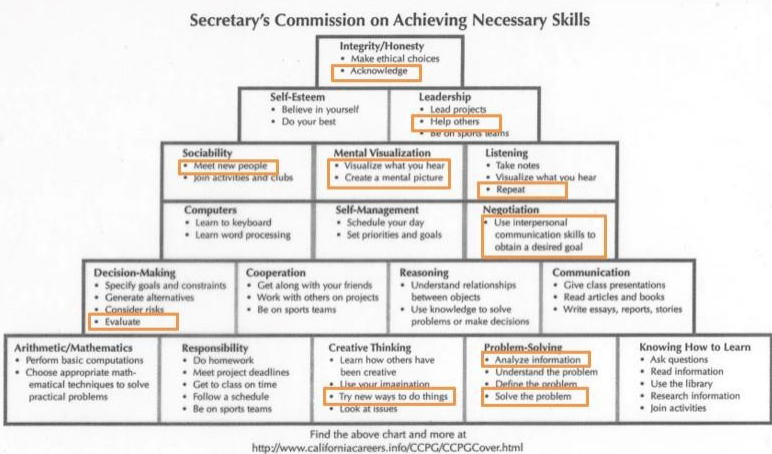 Secretary's Commission on Achieving Necessary Skills
Integrity/Honesty
• Make ethical choices
• Acknowledge
Self-Esteem
• Believe in yourself
• Do your best
Leadership
• Lead projects
• Help others
• Be on sports teams
Sociability
• Meet new people
• Join activities and clubs
Mental Visualization
• Visualize what you hear
• Create a mental picture
Listening
• Take notes
• Visualize what you hear
• Repeat
Computers
• Learn to keyboard
• Learn word processing
Self-Management
• Schedule your day
• Set priorities and goals
Negotiation
• Use interpersonal
communication skills to
obtain a desired goal
Decision-Making
• Specify goals and constraints
• Generate alternatives
• Consider risks
• Evaluate
Cooperation
• Get along with your friends
• Work with others on projects
• Be on sports teams
Reasoning
• Understand relationships
between objects
• Use knowledge to solve
problems or make decisions
Communication
• Give class presentations
• Read articles and books
• Write essays, reports, stories
Arithmetic/Mathematics
• Perform basic computations
• Choose appropriate math-
ematical techniques to solve
practical problems
Responsibility
• Do homework
• Meet project deadlines
• Get to class on time
• Follow a schedule
• Be on sports teams
Creative Thinking
• Learn how others have
been creative
• Use your imagination
• Try new ways to do things
• Look at issues
Problem-Solving
• Analyze information
• Understand the problem
• Define the problem
• Solve the problem
Knowing How to Learn
• Ask questions
• Read information
• Use the library
• Research information
• Join activities
Find the above chart and more at
http://www.californiacareers.info/CCPG/CCPGCover.html